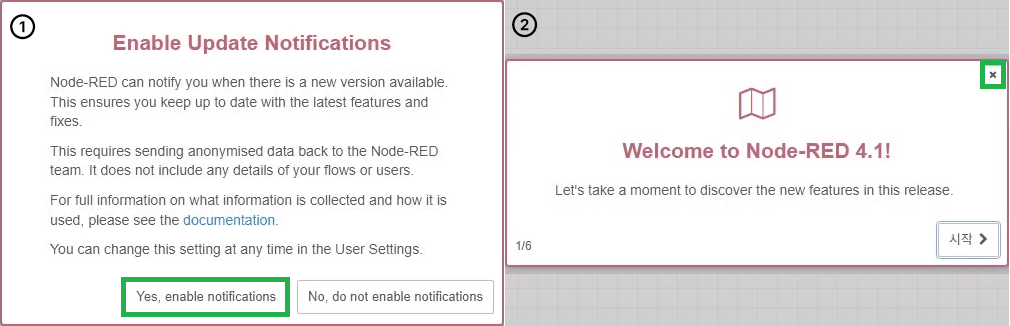 ①
Enable Update Notifications
Node-RED can notify you when there is a new version available.
This ensures you keep up to date with the latest features and
fixes.
This requires sending anonymised data back to the Node-RED
team. It does not include any details of your flows or users.
For full information on what information is collected and how it is
used, please see the documentation.
You can change this setting at any time in the User Settings.
Yes, enable notifications
No, do not enable notifications
②
Welcome to Node-RED 4.1!
Let's take a moment to discover the new features in this release.
1/6
시작